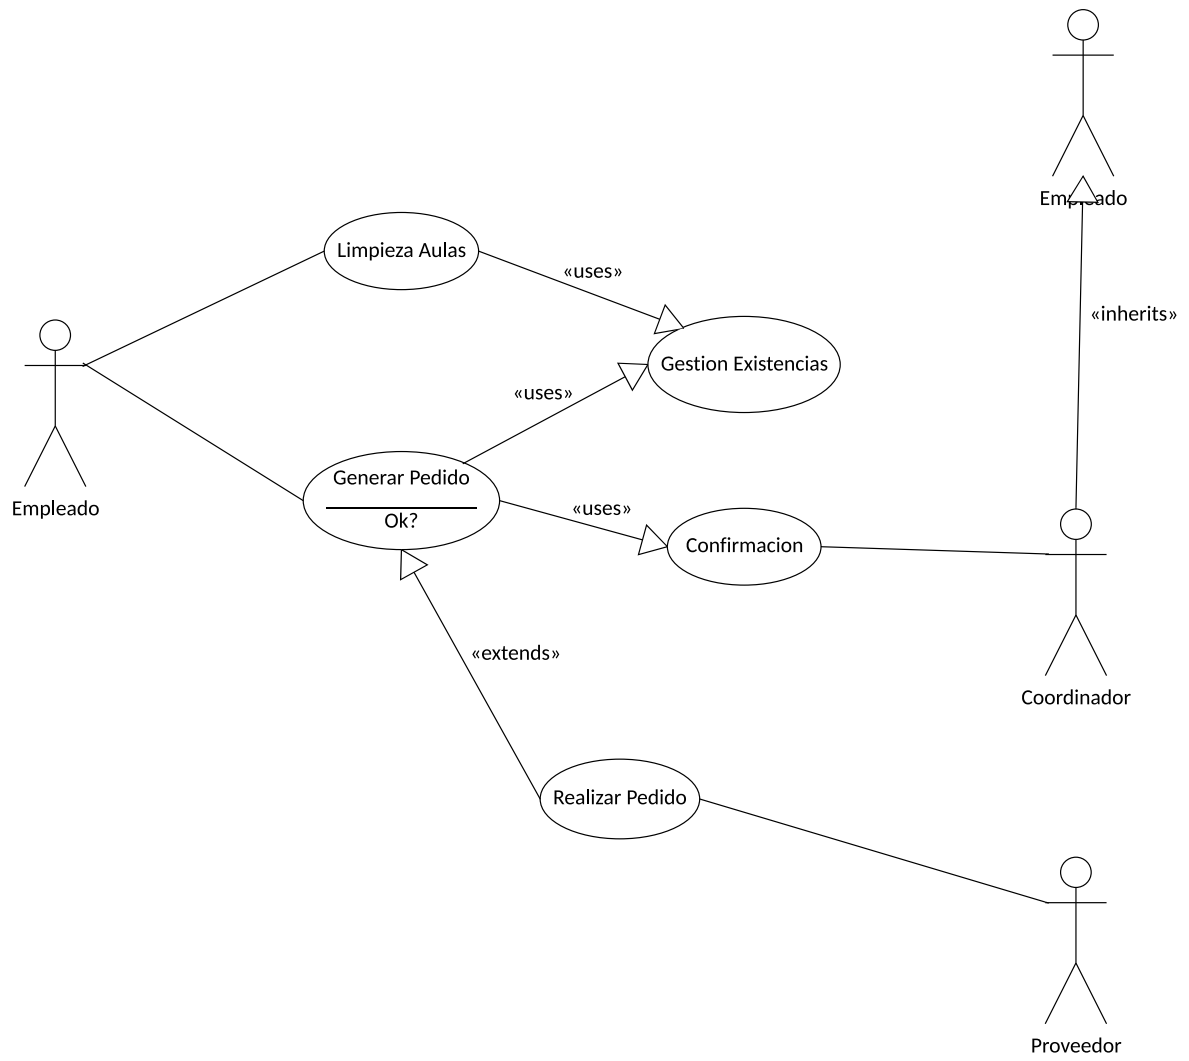 Empleado
Limpieza Aulas
«uses»
«inherits»
Gestion Existencias
«uses»
Generar Pedido
Empleado
«uses»
Ok?
Confirmacion
«extends»
Coordinador
Realizar Pedido
Proveedor